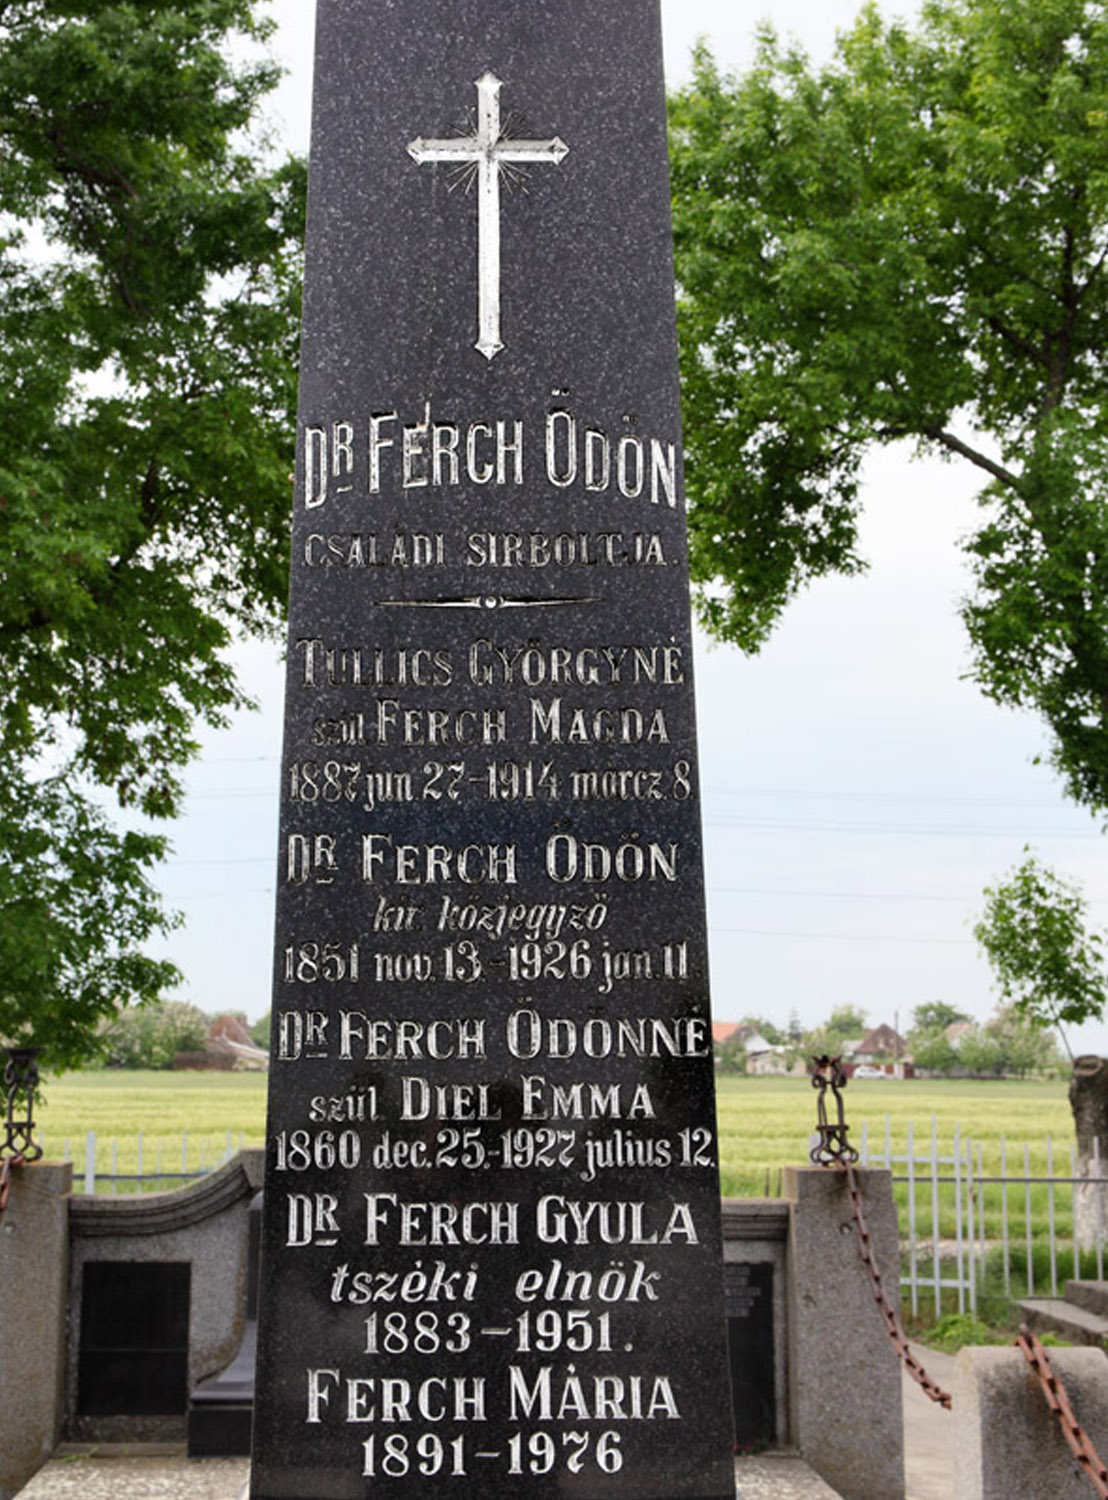 DR FERCH ÖDÖN
CSALÁDI SIRBOLTJA.
TULLICS GYÖRGYNÉ
szül. FERCH MAGDA
1887 jun. 27-1914 márcz. 8.
DR FERCH ÖDÖN
kir. közjegyző
1851 nov. 13.-1926 jan. 11.
DR FERCH ÖDÖNNÉ
szül. DIEL EMMA
1860 dec. 25.-1927 julius 12.
DR FERCH GYULA
tszéki elnök
1883-1951.
FERCH MÁRIA
1891-1976